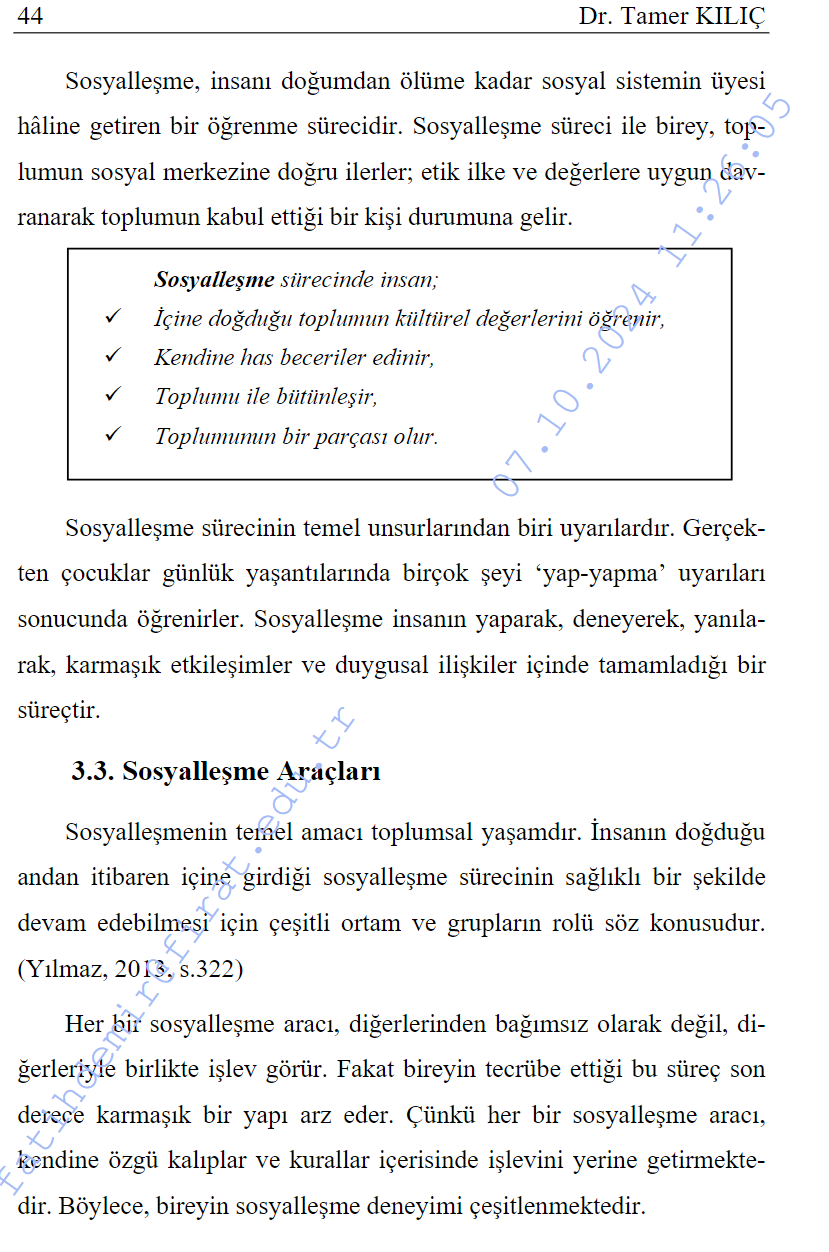 44
Dr. Tamer KILIÇ
Sosyalleşme, insanı doğumdan ölüme kadar sosyal sistemin üyesi
hâline getiren bir öğrenme sürecidir. Sosyalleşme süreci ile birey, top-
lumun sosyal merkezine doğru ilerler; etik ilke ve değerlere uygun dav-
ranarak toplumun kabul ettiği bir kişi durumuna gelir.
Sosyalleşme sürecinde insan;
✓ İçine doğduğu toplumun kültürel değerlerini öğrenir,
✓ Kendine has beceriler edinir,
✓ Toplumu ile bütünleşir,
✓ Toplumunun bir parçası olur.
Sosyalleşme sürecinin temel unsurlarından biri uyarılardır. Gerçek-
ten çocuklar günlük yaşantılarında birçok şeyi ‘yap-yapma’ uyarıları
sonucunda öğrenirler. Sosyalleşme insanın yaparak, deneyerek, yanıla-
rak, karmaşık etkileşimler ve duygusal ilişkiler içinde tamamladığı bir
süreçtir.
3.3. Sosyalleşme Araçları
Sosyalleşmenin temel amacı toplumsal yaşamdır. İnsanın doğduğu
andan itibaren içine girdiği sosyalleşme sürecinin sağlıklı bir şekilde
devam edebilmesi için çeşitli ortam ve grupların rolü söz konusudur.
(Yılmaz, 2013, s.322)
Her bir sosyalleşme aracı, diğerlerinden bağımsız olarak değil, di-
ğerleriyle birlikte işlev görür. Fakat bireyin tecrübe ettiği bu süreç son
derece karmaşık bir yapı arz eder. Çünkü her bir sosyalleşme aracı,
kendine özgü kalıplar ve kurallar içerisinde işlevini yerine getirmekte-
dir. Böylece, bireyin sosyalleşme deneyimi çeşitlenmektedir.
fatihdemir@firat.edu.tr
07.10.2024 11:26:05